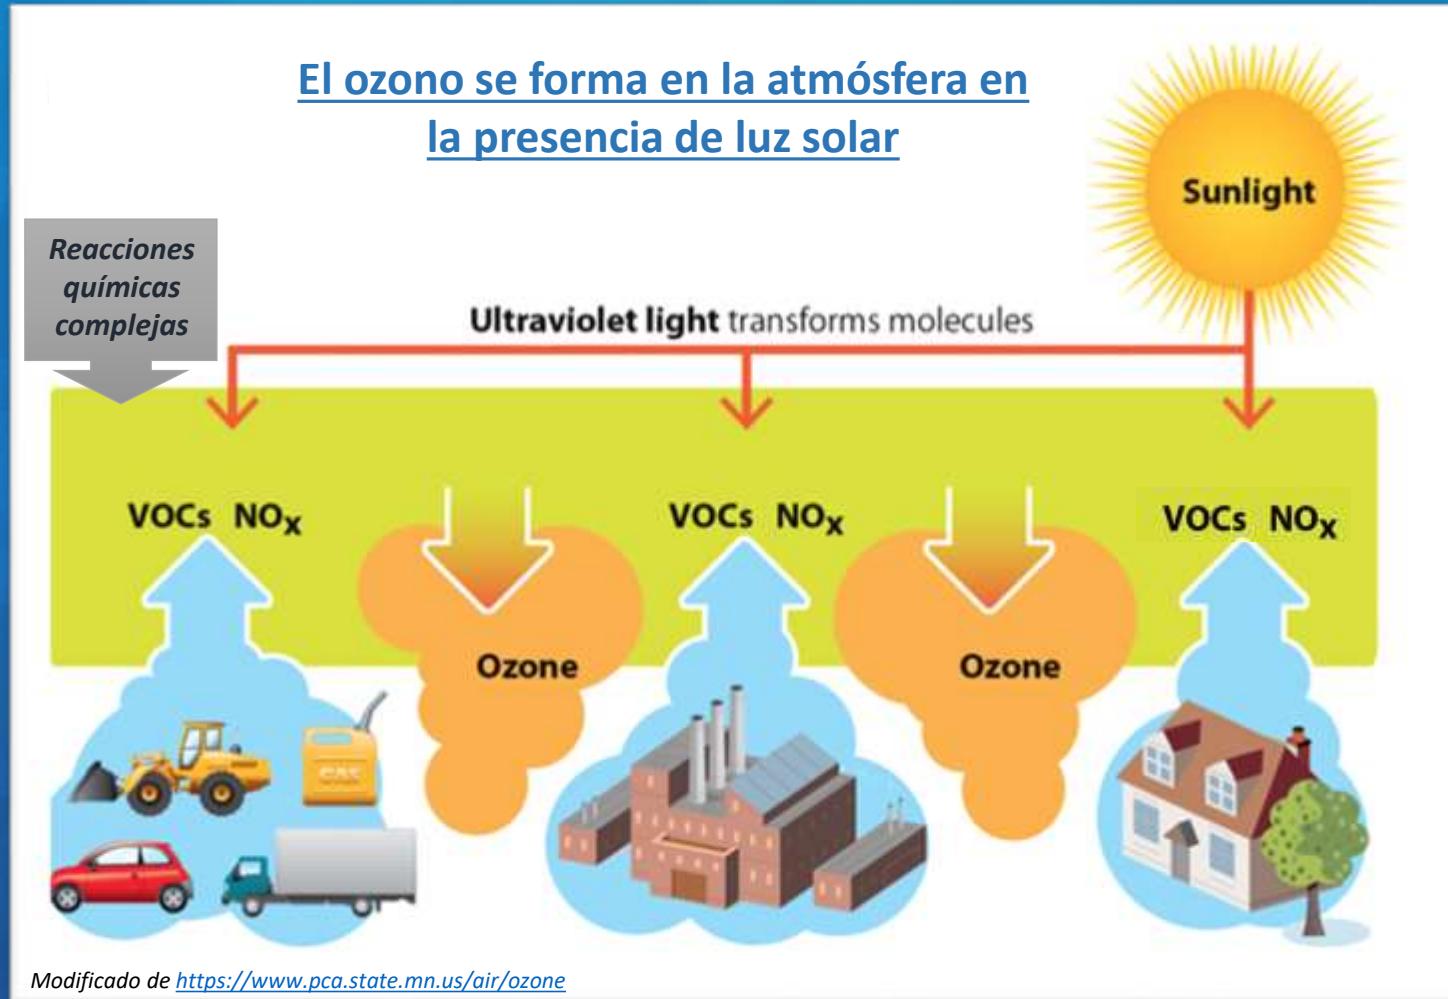 El ozono se forma en la atmósfera en
la presencia de luz solar
Sunlight
Reacciones
químicas
complejas
Ultraviolet light transforms molecules
VOCs NOx
VOCs NOx
VOCs NOx
Ozone
Ozone
GAS
Modificado de https://www.pca.state.mn.us/air/ozone